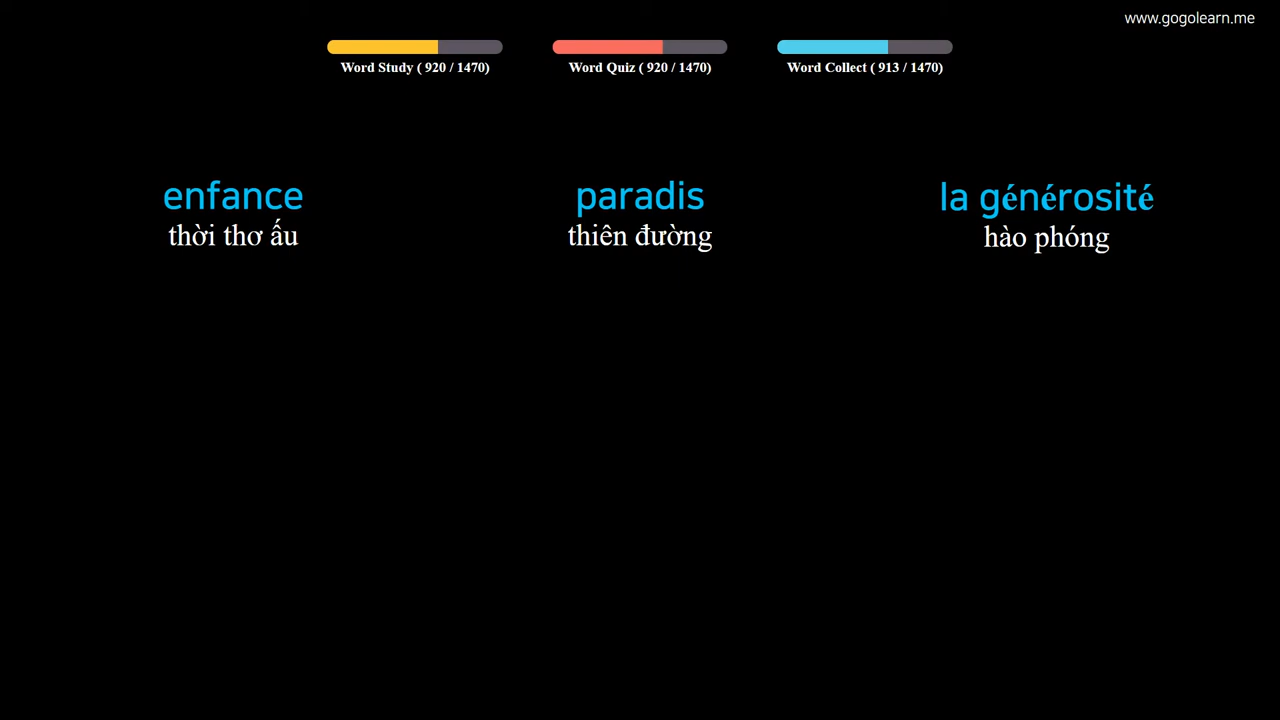 www.gogolearn.me
Word Study ( 920 / 1470)
Word Quiz ( 920 / 1470)
Word Collect ( 913 / 1470)
enfance
thời thơ ấu
paradis
thiên đường
la générosité
hào phóng